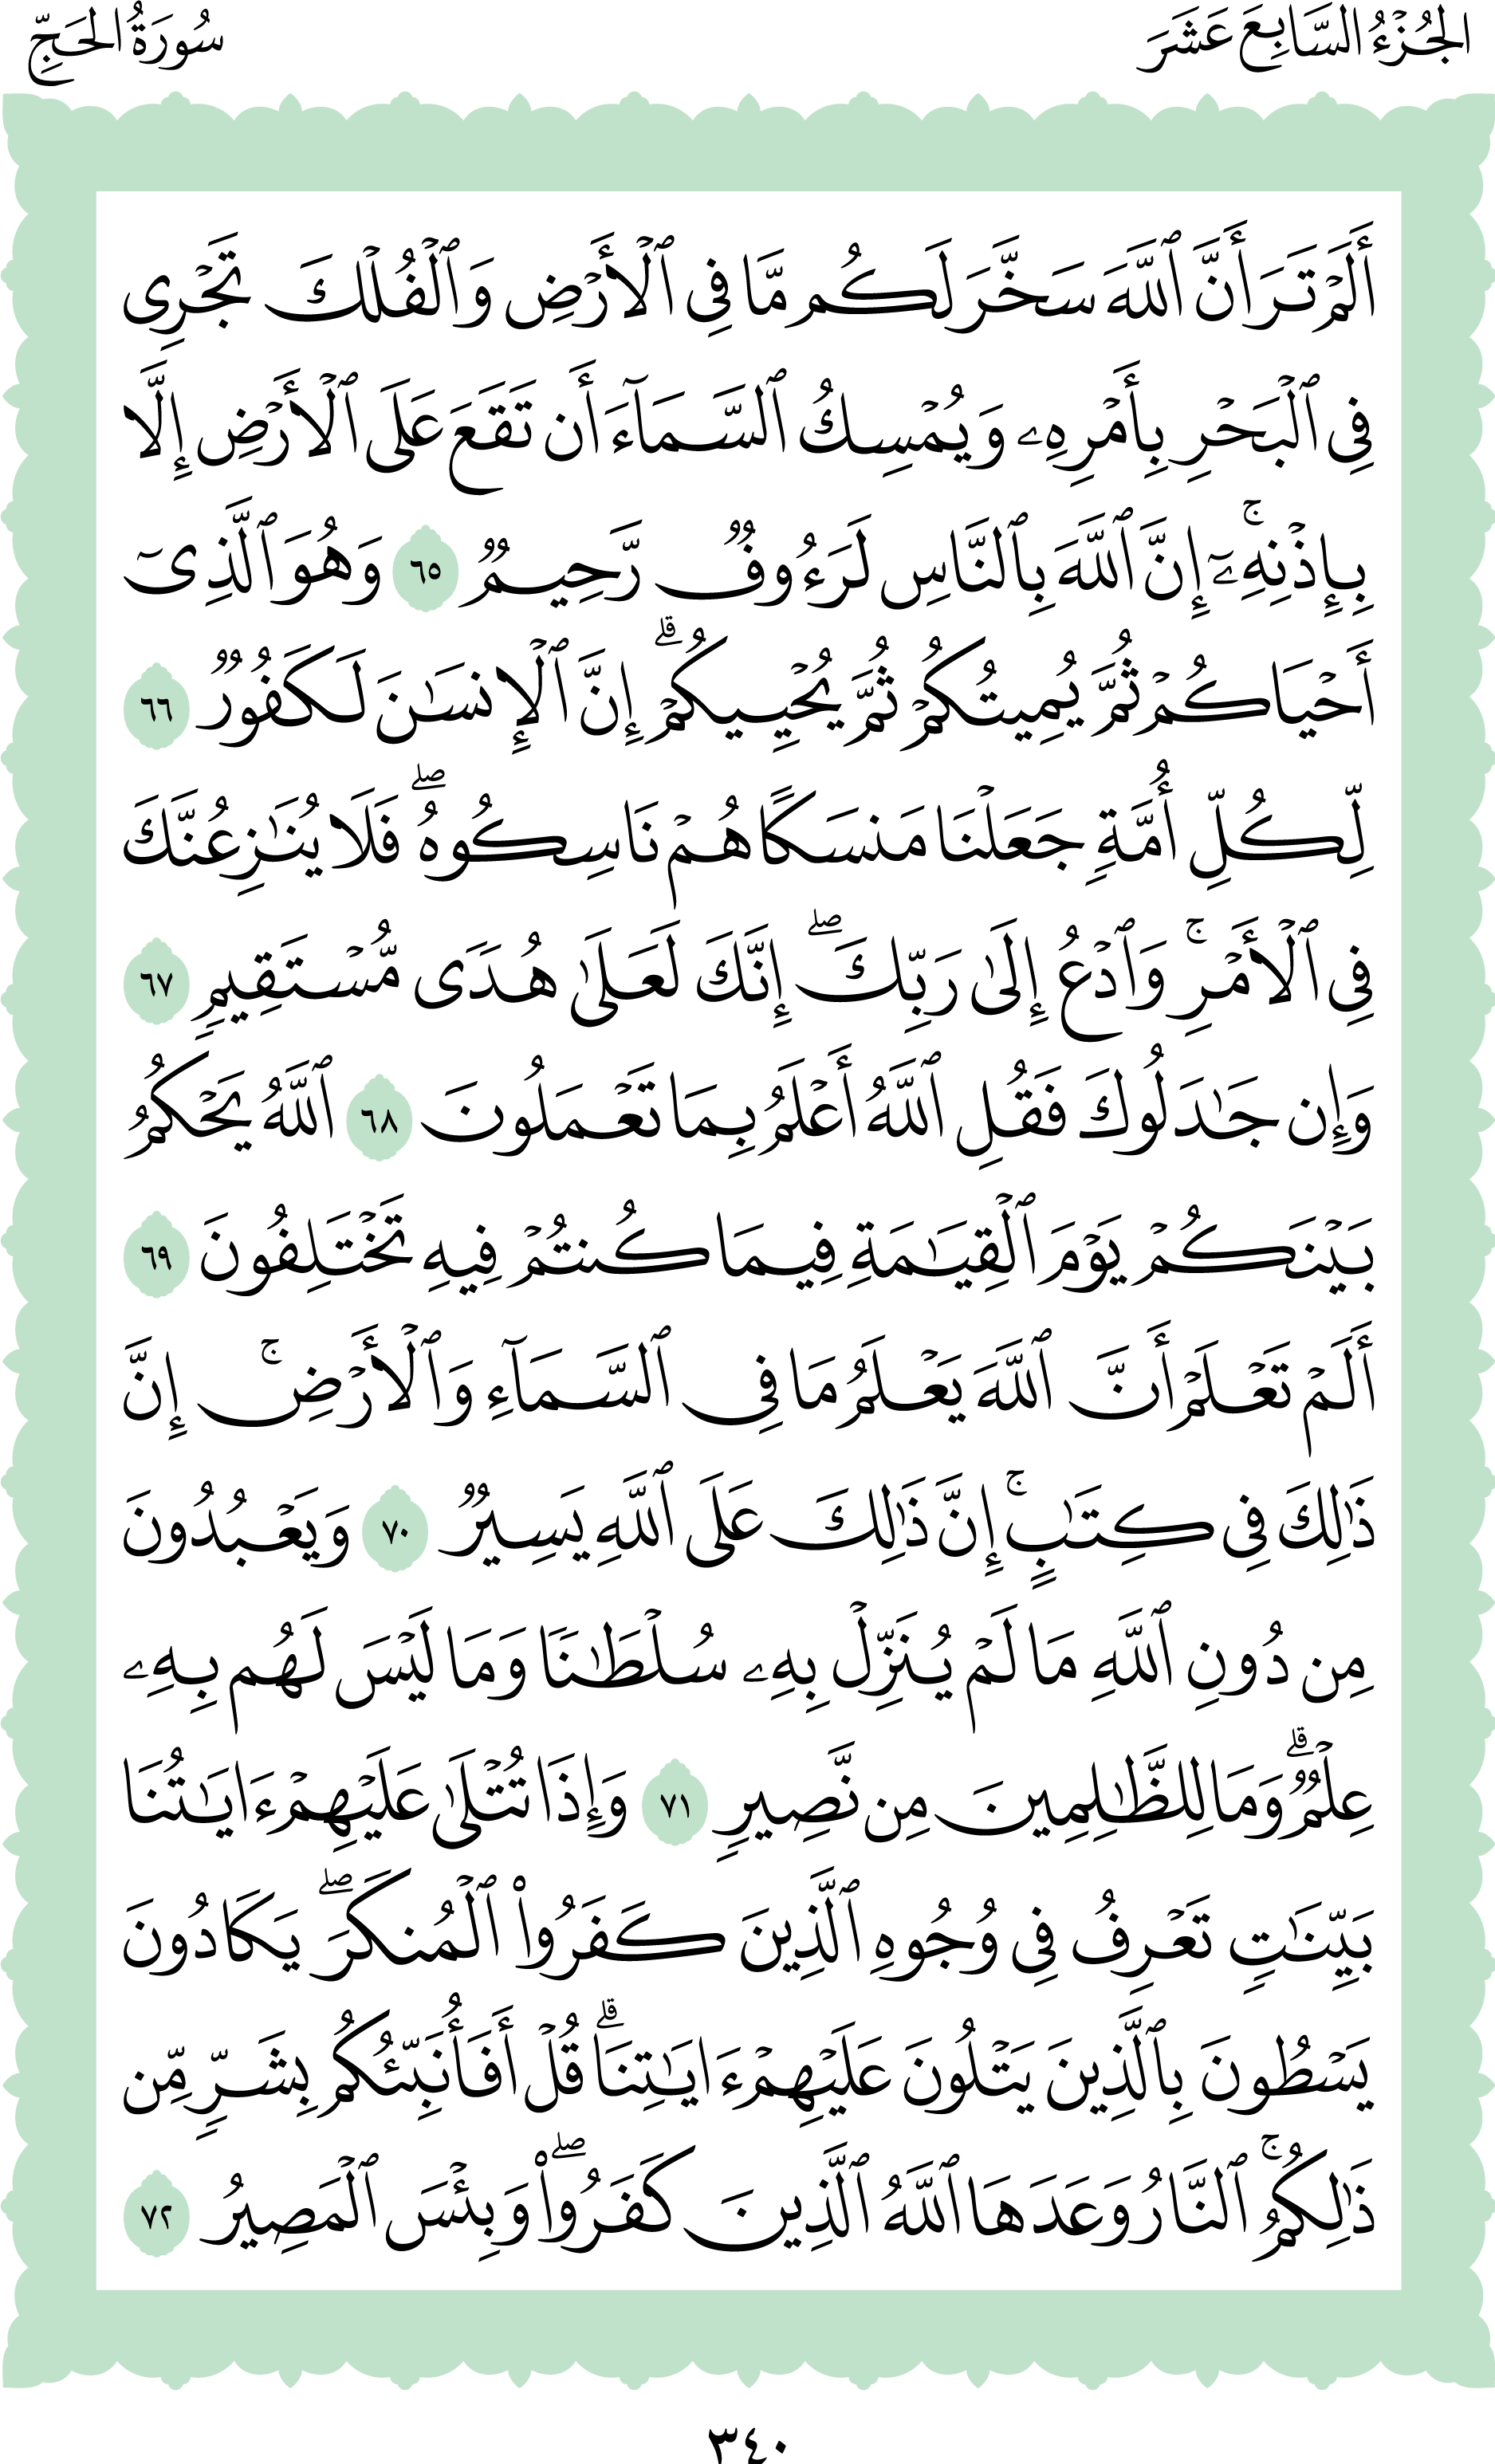 الجُزْءُ السَّابِعَ عَشَرَ
سُورَةُ الحَجِّ
أَلَمْ تَرَ أَنَّ ٱللَّهَ سَخَّرَ لَكُم مَّا فِى ٱلْأَرْضِ وَٱلْفُلْكَ تَجْرِى
فِى ٱلْبَحْرِ بِأَمْرِهِۦ وَيُمْسِكُ ٱلسَّمَآءَ أَن تَقَعَ عَلَى ٱلْأَرْضِ إِلَّا
بِإِذْنِهِۦٓ ۚ إِنَّ ٱللَّهَ بِٱلنَّاسِ لَرَءُوفٌ رَّحِيمٌ ٦٥ وَهُوَ ٱلَّذِىٓ
أَحْيَاكُمْ ثُمَّ يُمِيتُكُمْ ثُمَّ يُحْيِيكُمْ ۗ إِنَّ ٱلْإِنسَٰنَ لَكَفُورٌ ٦٦
لِّكُلِّ أُمَّةٍ جَعَلْنَا مَنسَكًا هُمْ نَاسِكُوهُ ۖ فَلَا يُنَٰزِعُنَّكَ
فِى ٱلْأَمْرِ ۚ وَٱدْعُ إِلَىٰ رَبِّكَ ۖ إِنَّكَ لَعَلَىٰ هُدًى مُّسْتَقِيمٍ ٦٧
وَإِن جَٰدَلُوكَ فَقُلِ ٱللَّهُ أَعْلَمُ بِمَا تَعْمَلُونَ ٦٨ ٱللَّهُ يَحْكُمُ
بَيْنَكُمْ يَوْمَ ٱلْقِيَٰمَةِ فِيمَا كُنتُمْ فِيهِ تَخْتَلِفُونَ ٦٩
أَلَمْ تَعْلَمْ أَنَّ ٱللَّهَ يَعْلَمُ مَا فِى ٱلسَّمَآءِ وَٱلْأَرْضِ ۚ إِنَّ
ذَٰلِكَ فِى كِتَٰبٍ ۚ إِنَّ ذَٰلِكَ عَلَى ٱللَّهِ يَسِيرٌ ٧٠ وَيَعْبُدُونَ
مِن دُونِ ٱللَّهِ مَا لَمْ يُنَزِّلْ بِهِۦ سُلْطَٰنًا وَمَا لَيْسَ لَهُم بِهِۦ
عِلْمٌ ۗ وَمَا لِلظَّٰلِمِينَ مِن نَّصِيرٍ ٧١ وَإِذَا تُتْلَىٰ عَلَيْهِمْ ءَايَٰتُنَا
بَيِّنَٰتٍ تَعْرِفُ فِى وُجُوهِ ٱلَّذِينَ كَفَرُوا۟ ٱلْمُنكَرَ ۖ يَكَادُونَ
يَسْطُونَ بِٱلَّذِينَ يَتْلُونَ عَلَيْهِمْ ءَايَٰتِنَا ۗ قُلْ أَفَأُنَبِّئُكُم بِشَرٍّ مِّن
ذَٰلِكُمُ ۚ ٱلنَّارُ وَعَدَهَا ٱللَّهُ ٱلَّذِينَ كَفَرُوا۟ ۖ وَبِئْسَ ٱلْمَصِيرُ ٧٢
٣٤٠